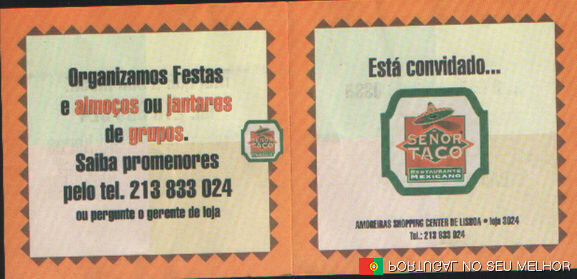 Organizamos Festas
e almoços ou jantares
de grupos.
Saiba promenores
pelo tel. 213 833 024
ou pergunte o gerente de loja
Está convidado...
SEÑOR
TACO
RESTAURANTE
MEXICANO
AMOREIRAS SHOPPING CENTER DE LISBOA • loja 3024
Tel.: 213 833 024
PORTUGAL NO SEU MELHOR